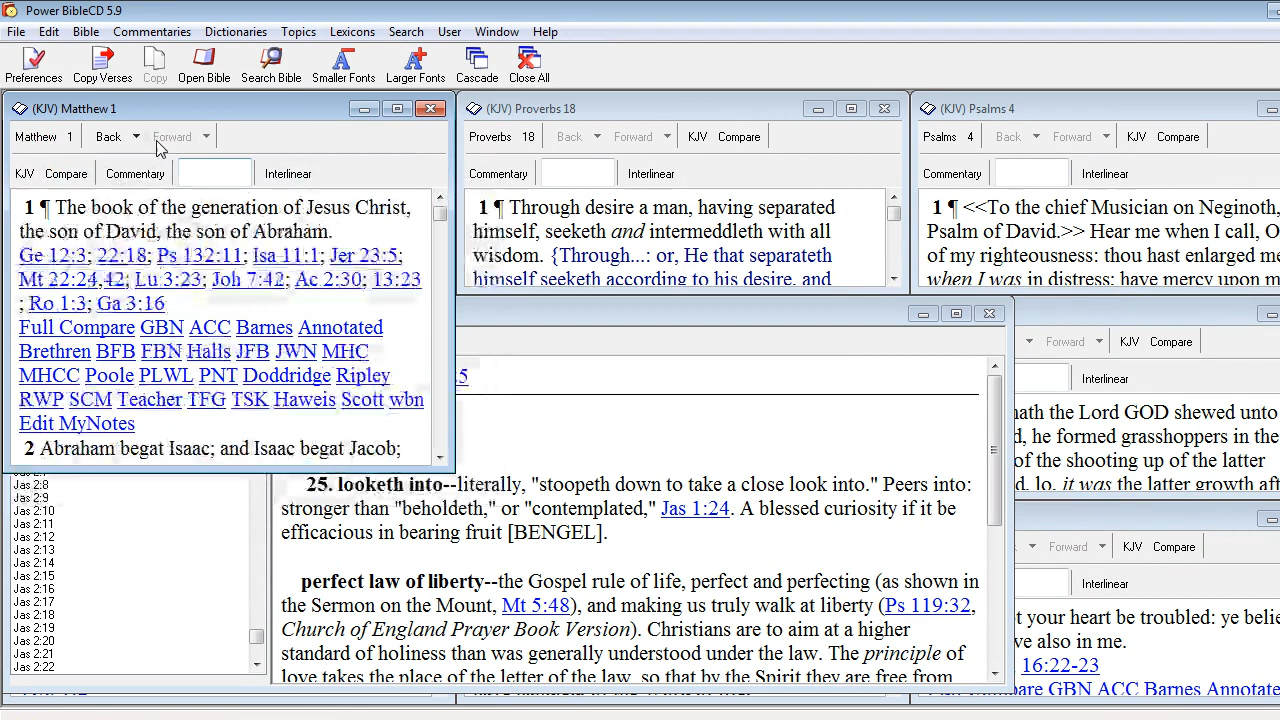 Power BibleCD 5.9
File Edit Bible Commentaries Dictionaries Topics Lexicons Search User Window Help
Preferences Copy Verses Copy Open Bible Search Bible Smaller Fonts Larger Fonts Cascade Close All
(KJV) Matthew 1
Matthew 1 Back Forward
KJV Compare Commentary Interlinear
1 ¶ The book of the generation of Jesus Christ,
the son of David, the son of Abraham.
Ge 12:3; 22:18; Ps 132:11; Isa 11:1; Jer 23:5;
Mt 22:24,42; Lu 3:23; Joh 7:42; Ac 2:30; 13:23
; Ro 1:3; Ga 3:16
Full Compare GBN ACC Barnes Annotated
Brethren BFB FBN Halls JFB JWN MHC
MHCC Poole PLWL PNT Doddridge Ripley
RWP SCM Teacher TFG TSK Haweis Scott wbn
Edit MyNotes
2 Abraham begat Isaac; and Isaac begat Jacob;
(KJV) Proverbs 18
Proverbs 18 Back Forward KJV Compare
Commentary Interlinear
1 ¶ Through desire a man, having separated
himself, seeketh and intermeddleth with all
wisdom. {Through...: or, He that separateth
himself seeketh according to his desire, and
(KJV) Psalms 4
Psalms 4 Back Forward KJV Compare
Commentary Interlinear
1 ¶ <<To the chief Musician on Neginoth,
Psalm of David.>> Hear me when I call, O
of my righteousness: thou hast enlarged me
when I was in distress: have mercy upon m
Jas 2:8
Jas 2:9
Jas 2:10
Jas 2:11
Jas 2:12
Jas 2:13
Jas 2:14
Jas 2:15
Jas 2:16
Jas 2:17
Jas 2:18
Jas 2:19
Jas 2:20
Jas 2:21
Jas 2:22
25. looketh into--literally, "stoopeth down to take a close look into." Peers into:
stronger than "beholdeth," or "contemplated," Jas 1:24. A blessed curiosity if it be
efficacious in bearing fruit [BENGEL].
perfect law of liberty--the Gospel rule of life, perfect and perfecting (as shown in
the Sermon on the Mount, Mt 5:48), and making us truly walk at liberty (Ps 119:32,
Church of England Prayer Book Version). Christians are to aim at a higher
standard of holiness than was generally understood under the law. The principle of
love takes the place of the letter of the law, so that by the Spirit they are free from
Forward KJV Compare
Interlinear
hath the Lord GOD shewed unto
d, he formed grasshoppers in the
of the shooting up of the latter
nd, lo, it was the latter growth afte
Forward KJV Compare
Interlinear
ot your heart be troubled: ye belie
ve also in me.
16:22-23
Compare GBN ACC Barnes Annotate